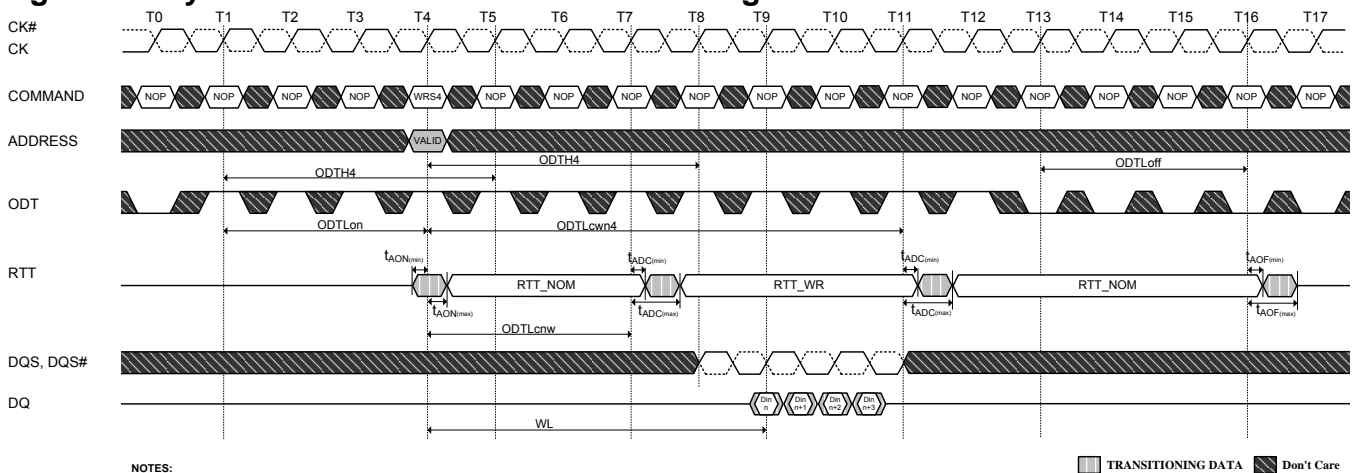 T0 T1 T2 T3 T4 T5 T6 T7 T8 T9 T10 T11 T12 T13 T14 T15 T16 T17
CK#
CK
COMMAND NOP NOP NOP NOP WRS4 NOP NOP NOP NOP NOP NOP NOP NOP NOP NOP NOP NOP NOP
ADDRESS VALID
ODTH4 ODTLoff
ODTH4
ODT
ODTLon ODTLcwn4
tAON(min) tADC(min) tADC(min) tAOF(min)
RTT RTT_NOM RTT_WR RTT_NOM
tAON(max) tADC(max) tADC(max) tAOF(max)
ODTLcnw
DQS, DQS#
DQ Din n Din n+1 Din n+2 Din n+3
WL
NOTES: TRANSITIONING DATA Don't Care